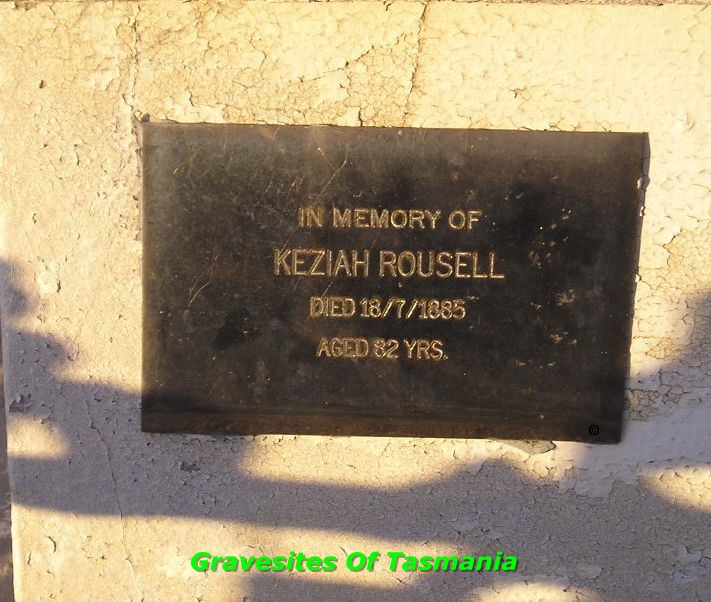 IN MEMORY OF
KEZIAH ROUSELL
DIED 18/7/1885
AGED 82 YRS.
©
Gravesites Of Tasmania